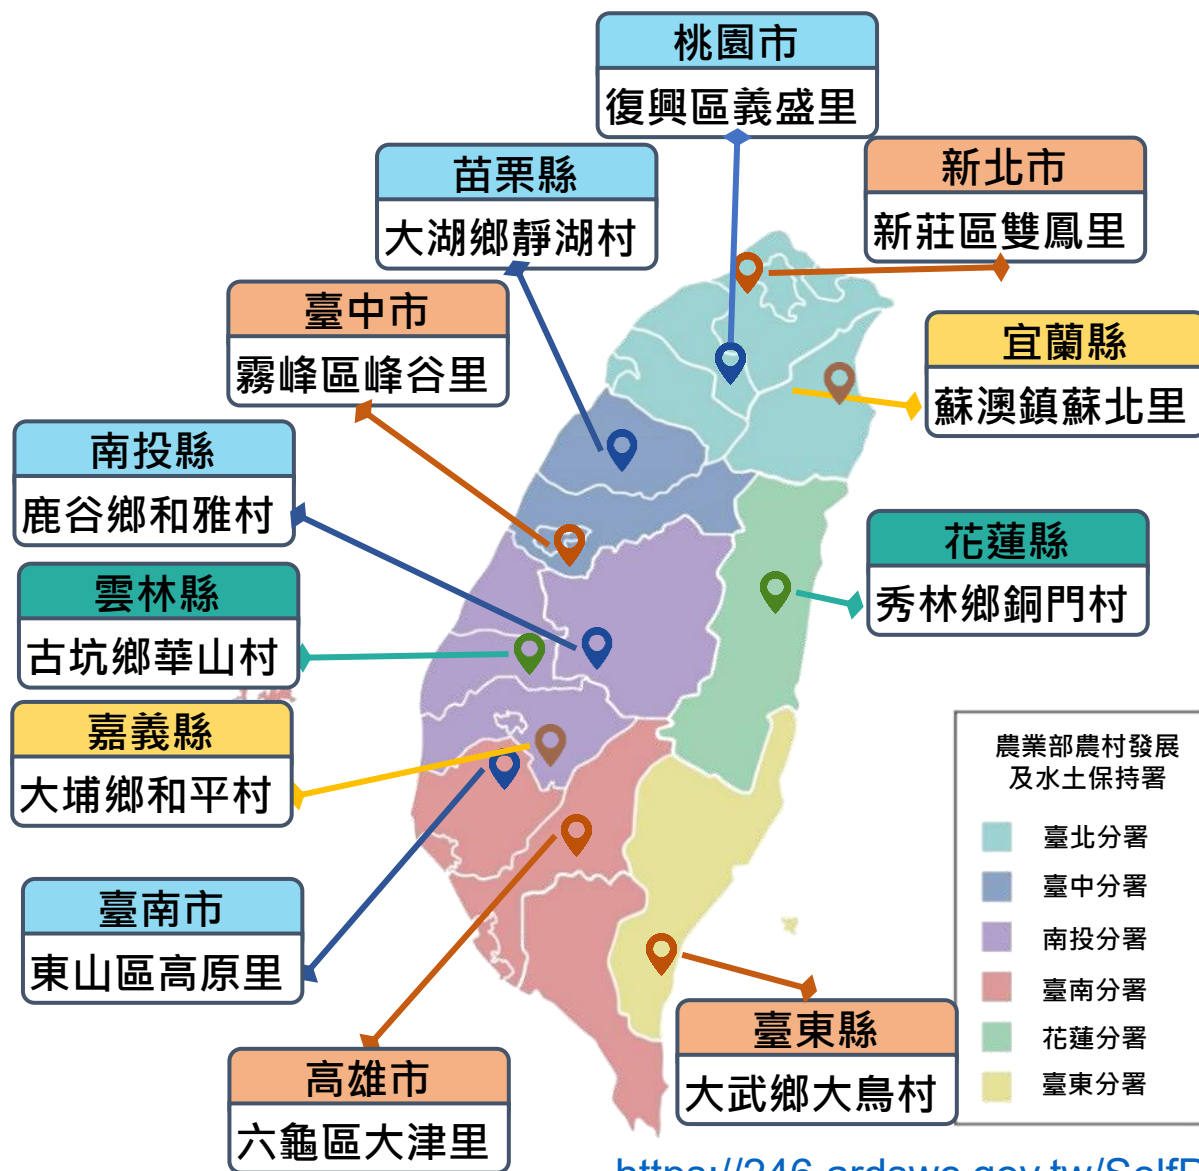 桃園市
復興區義盛里
苗栗縣
大湖鄉靜湖村
新北市
新莊區雙鳳里
臺中市
霧峰區峰谷里
宜蘭縣
蘇澳鎮蘇北里
南投縣
鹿谷鄉和雅村
花蓮縣
秀林鄉銅門村
雲林縣
古坑鄉華山村
嘉義縣
大埔鄉和平村
農業部農村發展
及水土保持署
臺北分署
臺中分署
南投分署
臺南分署
花蓮分署
臺東分署
臺南市
東山區高原里
臺東縣
大武鄉大鳥村
高雄市
六龜區大津里